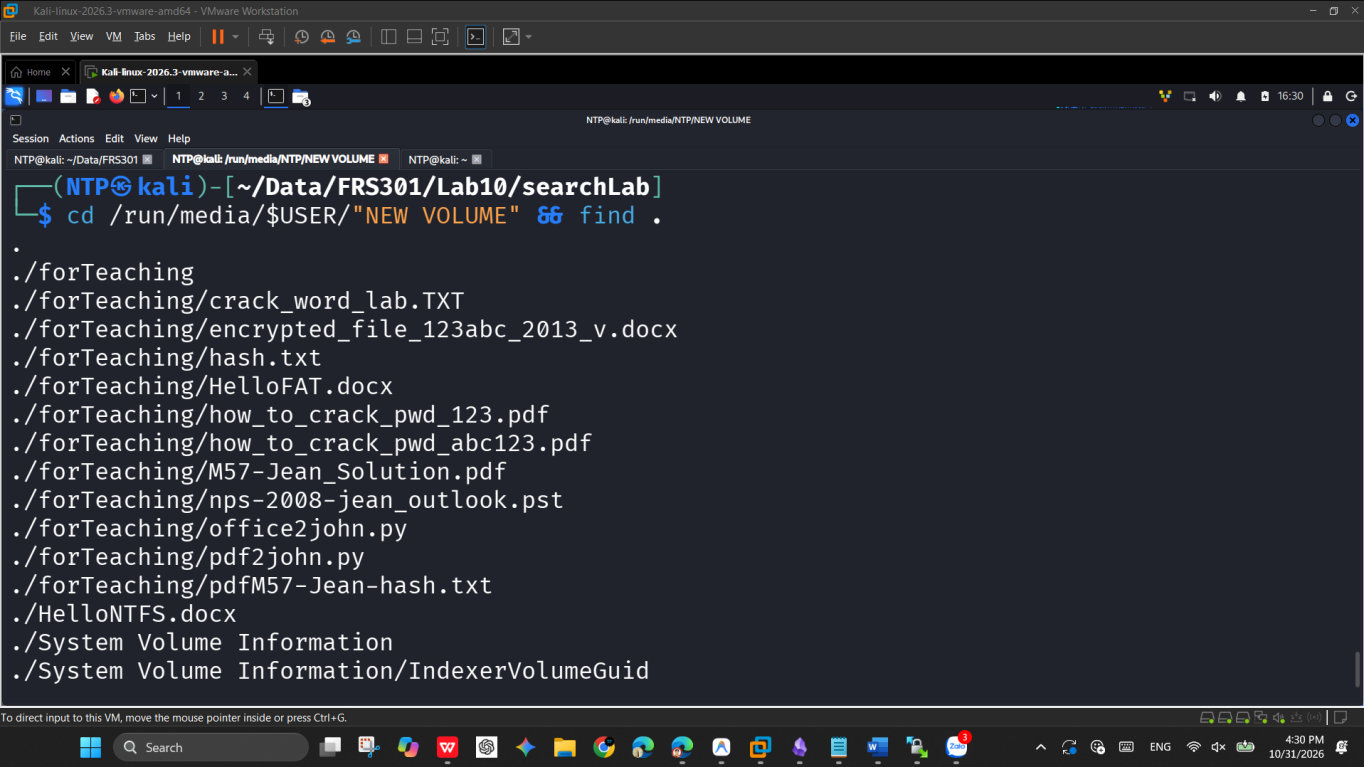 Kali-linux-2026.3-vmware-amd64 - VMware Workstation
File Edit View VM Tabs Help
Home Kali-linux-2026.3-vmware-a...
1 2 3 4 3 16:30
NTP@kali: /run/media/NTP/NEW VOLUME
Session Actions Edit View Help
NTP@kali: ~/Data/FRS301 NTP@kali: /run/media/NTP/NEW VOLUME NTP@kali: ~
┌──(NTP㉿kali)-[~/Data/FRS301/Lab10/searchLab]
└─$ cd /run/media/$USER/"NEW VOLUME" && find .
.
./forTeaching
./forTeaching/crack_word_lab.TXT
./forTeaching/encrypted_file_123abc_2013_v.docx
./forTeaching/hash.txt
./forTeaching/HelloFAT.docx
./forTeaching/how_to_crack_pwd_123.pdf
./forTeaching/how_to_crack_pwd_abc123.pdf
./forTeaching/M57-Jean_Solution.pdf
./forTeaching/nps-2008-jean_outlook.pst
./forTeaching/office2john.py
./forTeaching/pdf2john.py
./forTeaching/pdfM57-Jean-hash.txt
./HelloNTFS.docx
./System Volume Information
./System Volume Information/IndexerVolumeGuid
To direct input to this VM, move the mouse pointer inside or press Ctrl+G.
Search Zalo 3 ENG 4:30 PM
10/31/2026